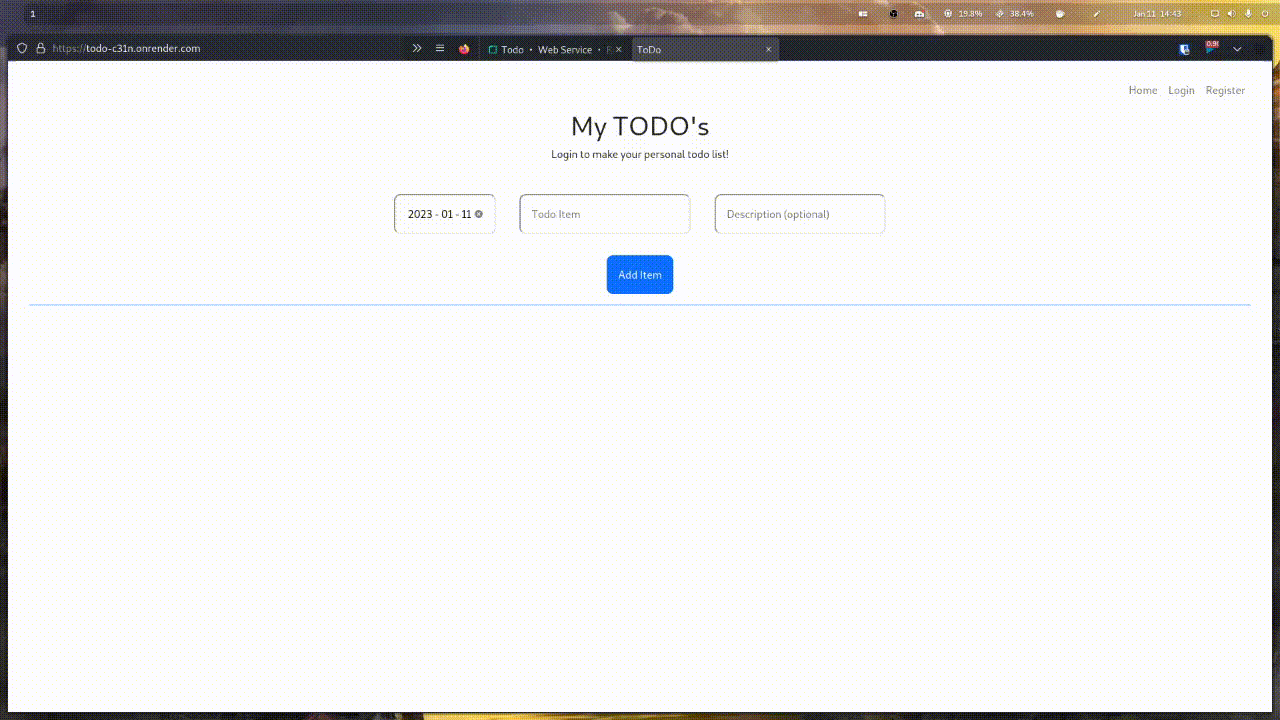 1
19.8%
38.4%
Jan 11 14:43
https://todo-c31n.onrender.com
Todo · Web Service ·
ToDo
Home Login Register
My TODO's
Login to make your personal todo list!
2023 - 01 - 11
Todo Item
Description (optional)
Add Item